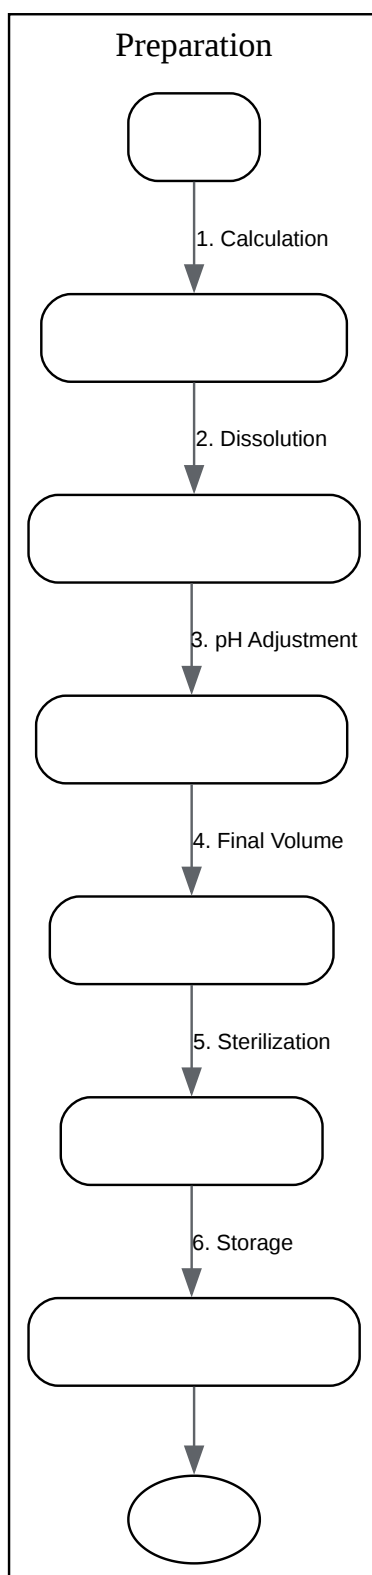 Preparation
1. Calculation
2. Dissolution
3. pH Adjustment
4. Final Volume
5. Sterilization
6. Storage